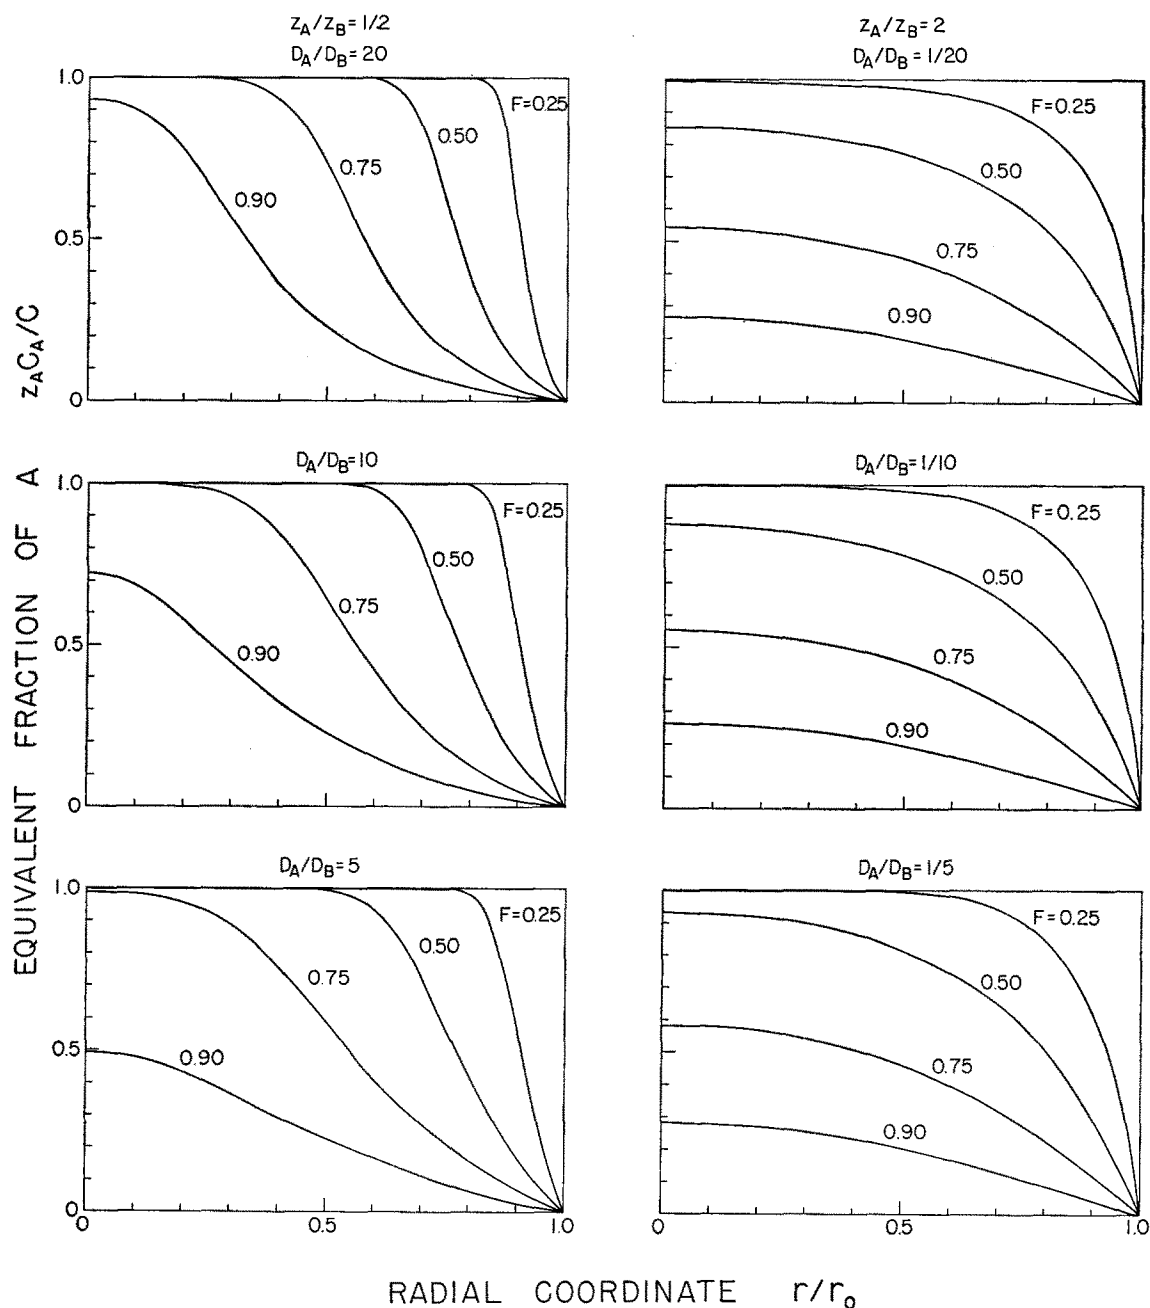 z_A/z_B=1/2
D_A/D_B=20
1.0
0.5
0
F=0.25
0.50
0.75
0.90
z_A/z_B=2
D_A/D_B=1/20
F=0.25
0.50
0.75
0.90
D_A/D_B=10
1.0
0.5
0
F=0.25
0.50
0.75
0.90
D_A/D_B=1/10
F=0.25
0.50
0.75
0.90
D_A/D_B=5
1.0
0.5
0
F=0.25
0.50
0.75
0.90
0
0.5
1.0
D_A/D_B=1/5
F=0.25
0.50
0.75
0.90
0
0.5
1.0
EQUIVALENT FRACTION OF A z_AC_A/C
RADIAL COORDINATE r/r_o